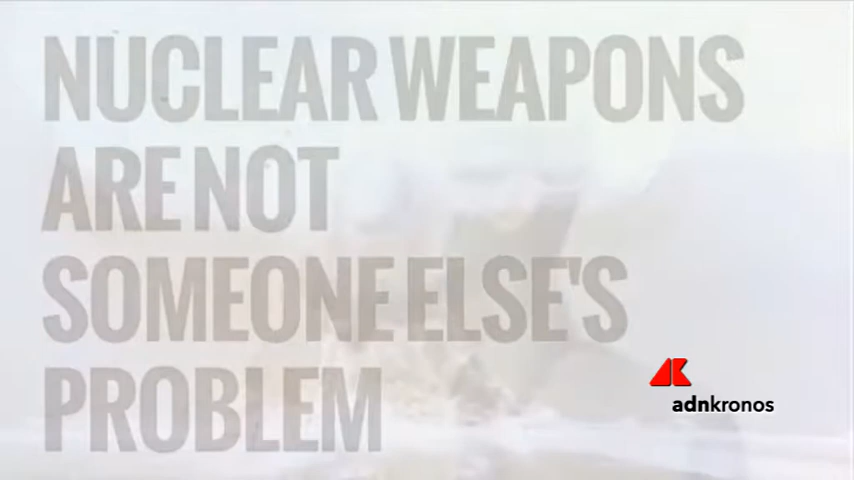 NUCLEAR WEAPONS
ARE NOT
SOMEONE ELSE'S
PROBLEM
adnkronos